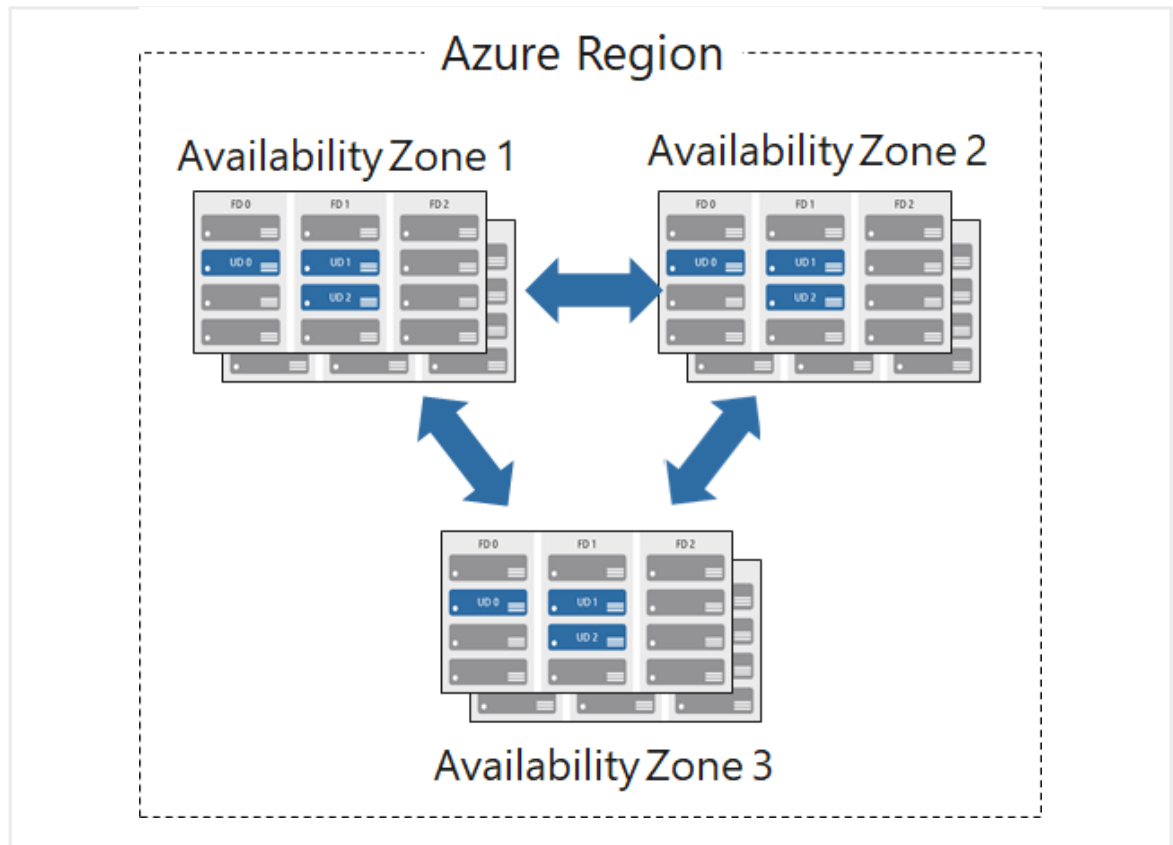 Azure Region
Availability Zone 1
FD 0 FD 1 FD 2
UD 0 UD 1
UD 2
Availability Zone 2
FD 0 FD 1 FD 2
UD 0 UD 1
UD 2
FD 0 FD 1 FD 2
UD 0 UD 1
UD 2
Availability Zone 3